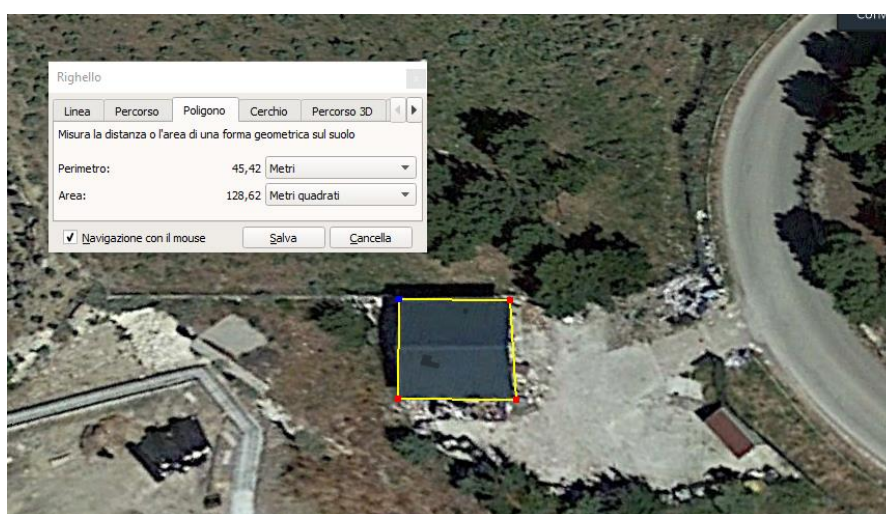 Righello
Linea Percorso Poligono Cerchio Percorso 3D
Misura la distanza o l'area di una forma geometrica sul suolo
Perimetro: 45,42 Metri
Area: 128,62 Metri quadrati
Navigazione con il mouse Salva Cancella